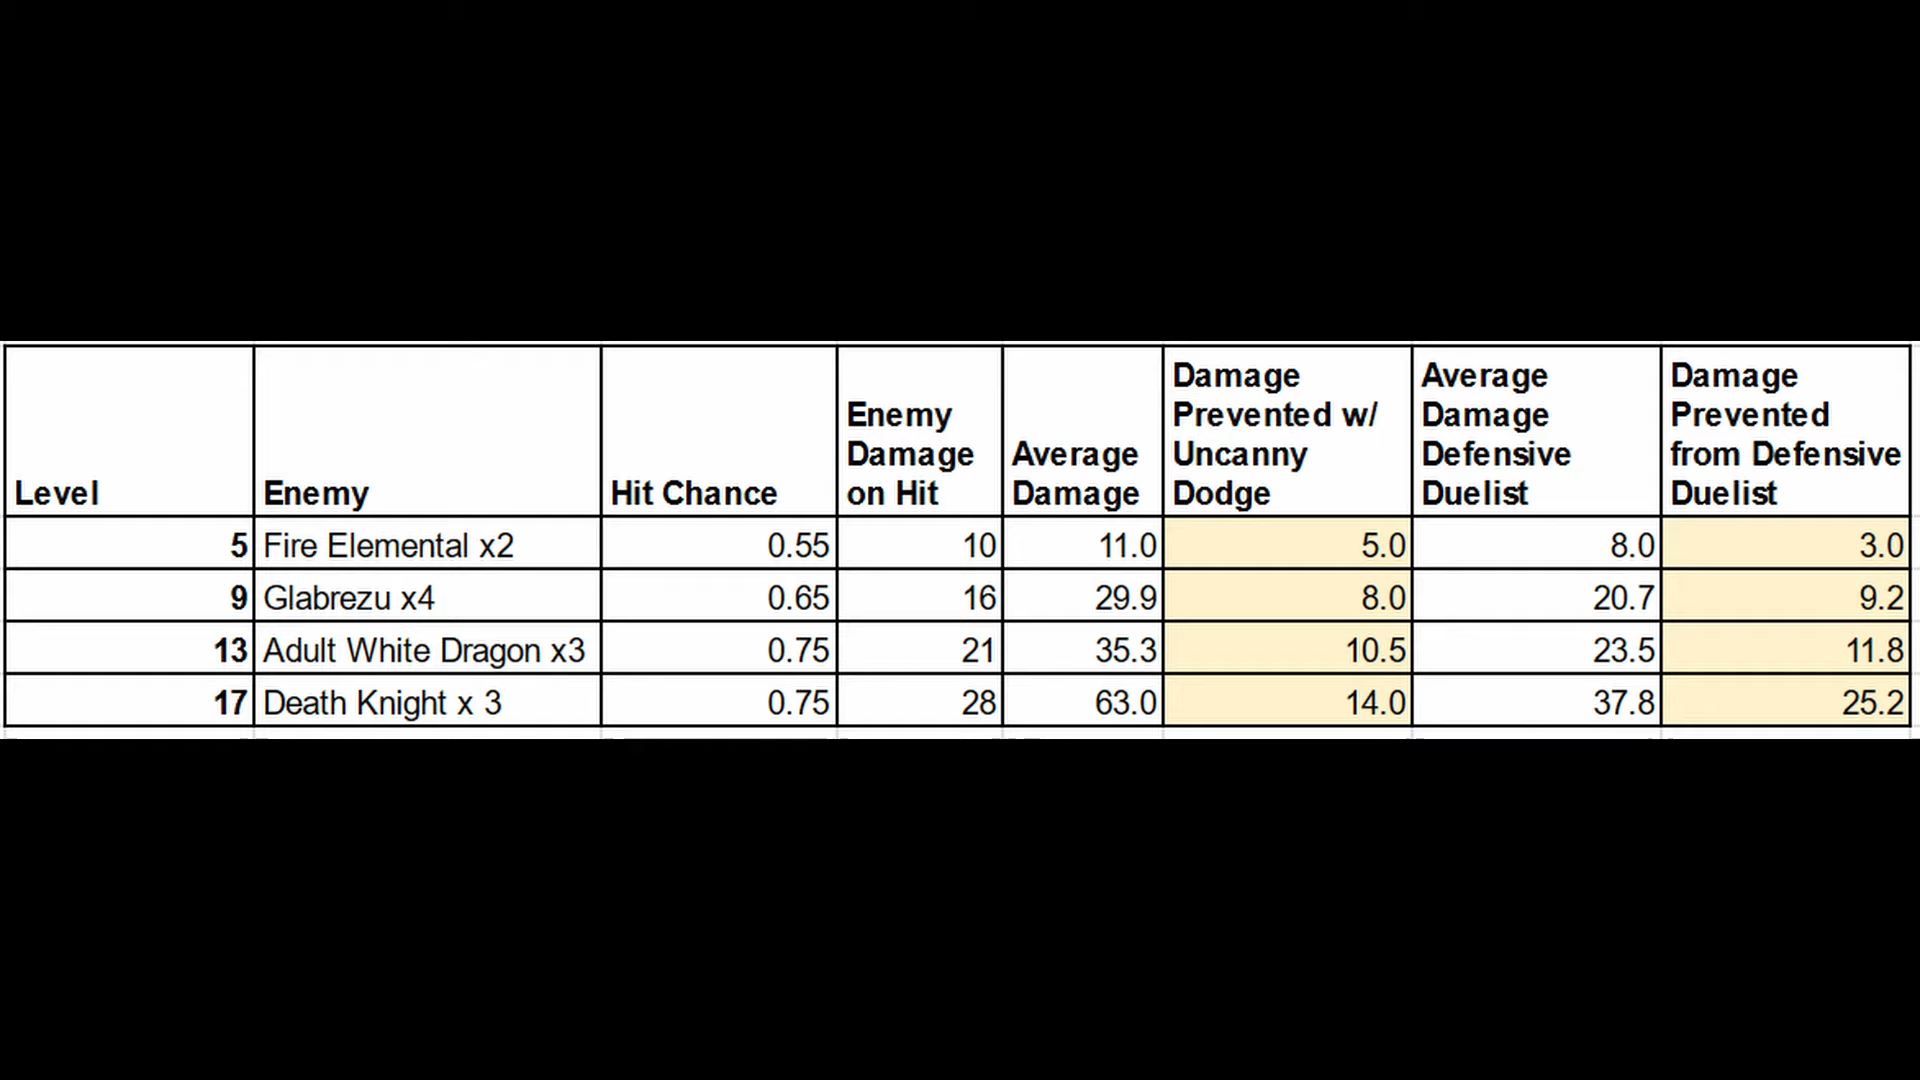 Level Enemy Hit Chance Enemy Damage on Hit Average Damage Damage Prevented w/ Uncanny Dodge Average Damage Defensive Duelist Damage Prevented from Defensive Duelist
5 Fire Elemental x2 0.55 10 11.0 5.0 8.0 3.0
9 Glabrezu x4 0.65 16 29.9 8.0 20.7 9.2
13 Adult White Dragon x3 0.75 21 35.3 10.5 23.5 11.8
17 Death Knight x 3 0.75 28 63.0 14.0 37.8 25.2